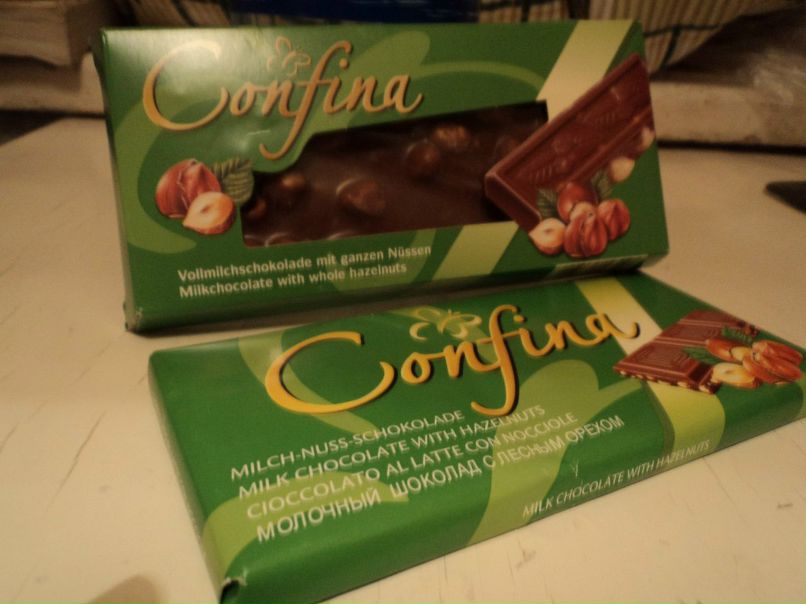 Confina
Vollmilchschokolade mit ganzen Nüssen
Milkchocolate with whole hazelnuts
Confina
MILCH-NUSS-SCHOKOLADE
MILK CHOCOLATE WITH HAZELNUTS
CIOCCOLATO AL LATTE CON NOCCIOLE
МОЛОЧНЫЙ ШОКОЛАД С ЛЕСНЫМ ОРЕХОМ
MILK CHOCOLATE WITH HAZELNUTS